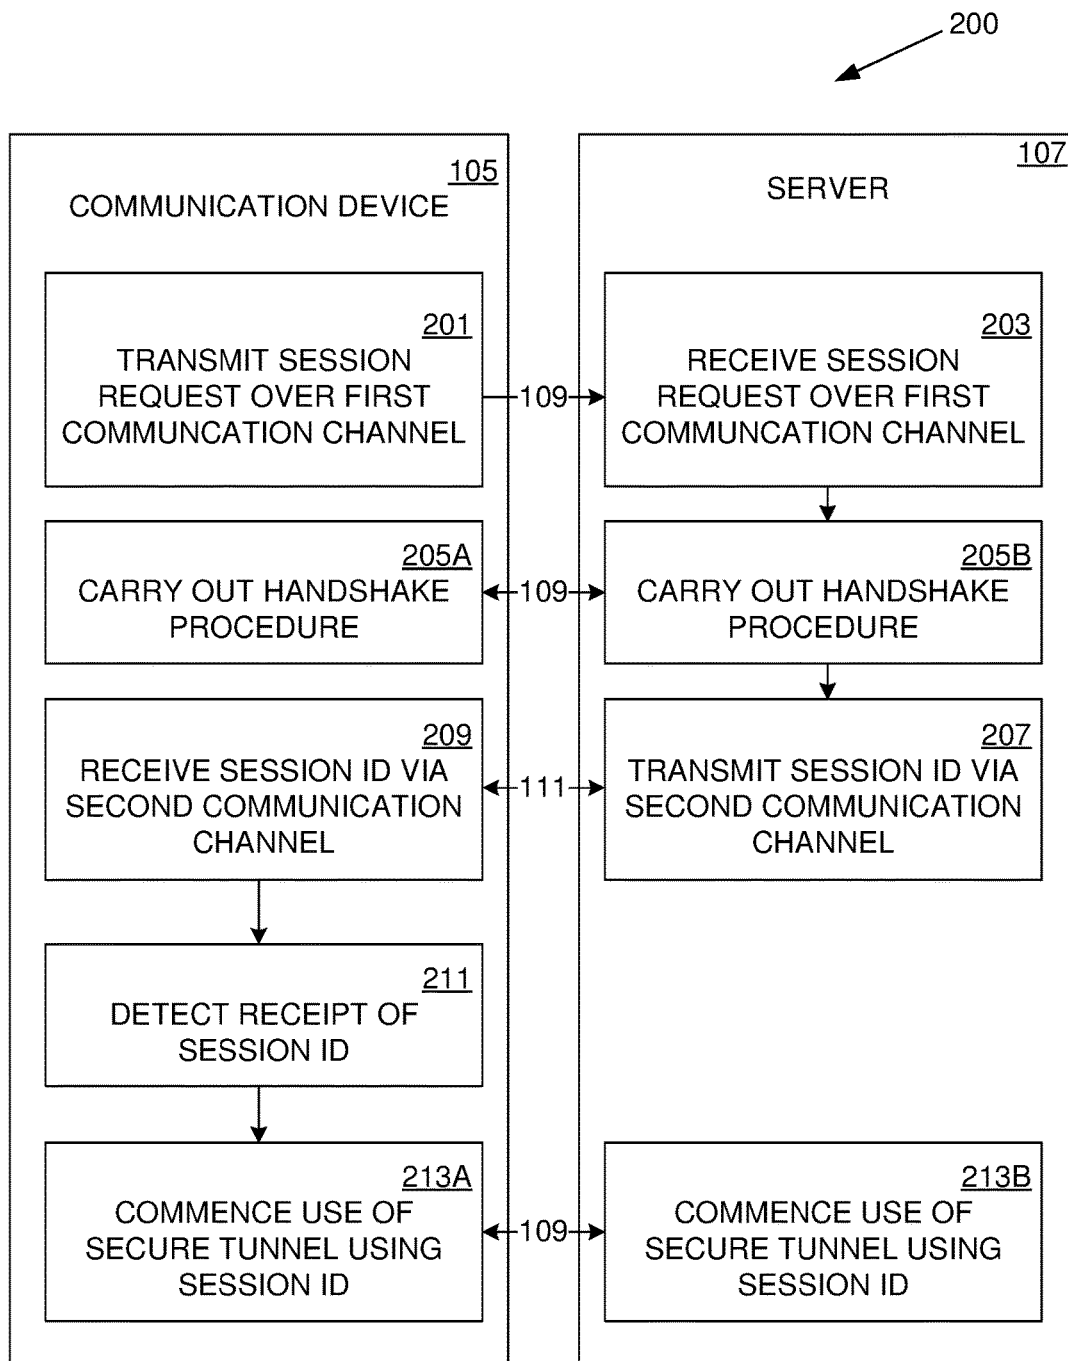 200
105
COMMUNICATION DEVICE
107
SERVER
201
TRANSMIT SESSION
REQUEST OVER FIRST
COMMUNCATION CHANNEL
109
203
RECEIVE SESSION
REQUEST OVER FIRST
COMMUNCATION CHANNEL
205A
CARRY OUT HANDSHAKE
PROCEDURE
109
205B
CARRY OUT HANDSHAKE
PROCEDURE
209
RECEIVE SESSION ID VIA
SECOND COMMUNICATION
CHANNEL
111
207
TRANSMIT SESSION ID VIA
SECOND COMMUNICATION
CHANNEL
211
DETECT RECEIPT OF
SESSION ID
213A
COMMENCE USE OF
SECURE TUNNEL USING
SESSION ID
109
213B
COMMENCE USE OF
SECURE TUNNEL USING
SESSION ID